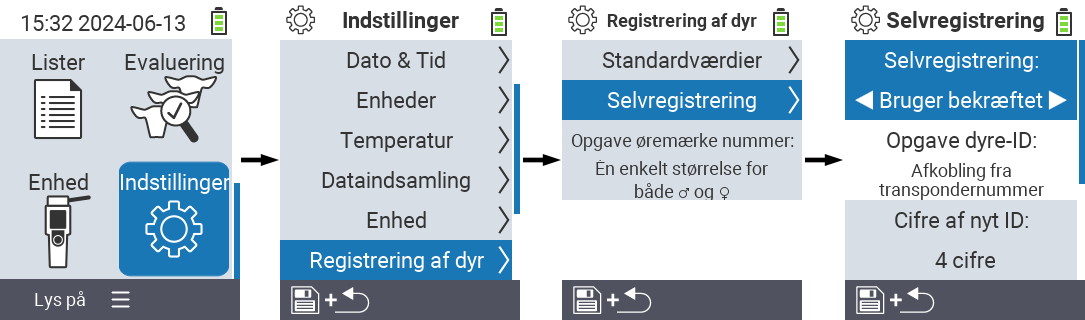 15:32 2024-06-13
Lister
Evaluering
Enhed
Indstillinger
Lys på
Indstillinger
Dato & Tid
Enheder
Temperatur
Dataindsamling
Enhed
Registrering af dyr
Registrering af dyr
Standardværdier
Selvregistrering
Opgave øremærke nummer:
Én enkelt størrelse for
både ♂ og ♀
Selvregistrering
Selvregistrering:
Bruger bekræftet
Opgave dyre-ID:
Afkobling fra
transpondernummer
Cifre af nyt ID:
4 cifre